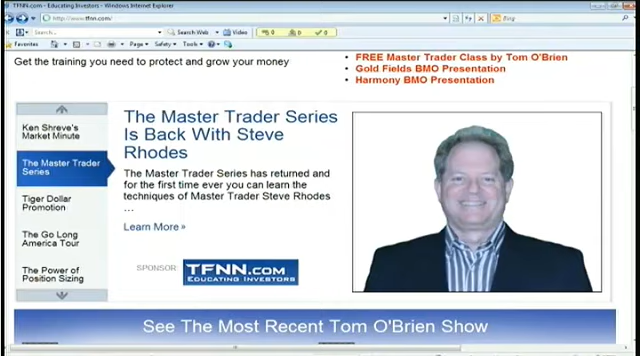 TFNN.com - Educating Investors - Windows Internet Explorer
http://www.tfnn.com/
Bing
Search Web
Video
0
0
0
Favorites
Page
Safety
Tools
Get the training you need to protect and grow your money
• FREE Master Trader Class by Tom O'Brien
• Gold Fields BMO Presentation
• Harmony BMO Presentation
Ken Shreve's
Market Minute
The Master Trader
Series
Tiger Dollar
Promotion
The Go Long
America Tour
The Power of
Position Sizing
The Master Trader Series
Is Back With Steve
Rhodes
The Master Trader Series has returned and
for the first time ever you can learn the
techniques of Master Trader Steve Rhodes
...
Learn More »
SPONSOR:
TFNN.COM
EDUCATING INVESTORS
See The Most Recent Tom O'Brien Show